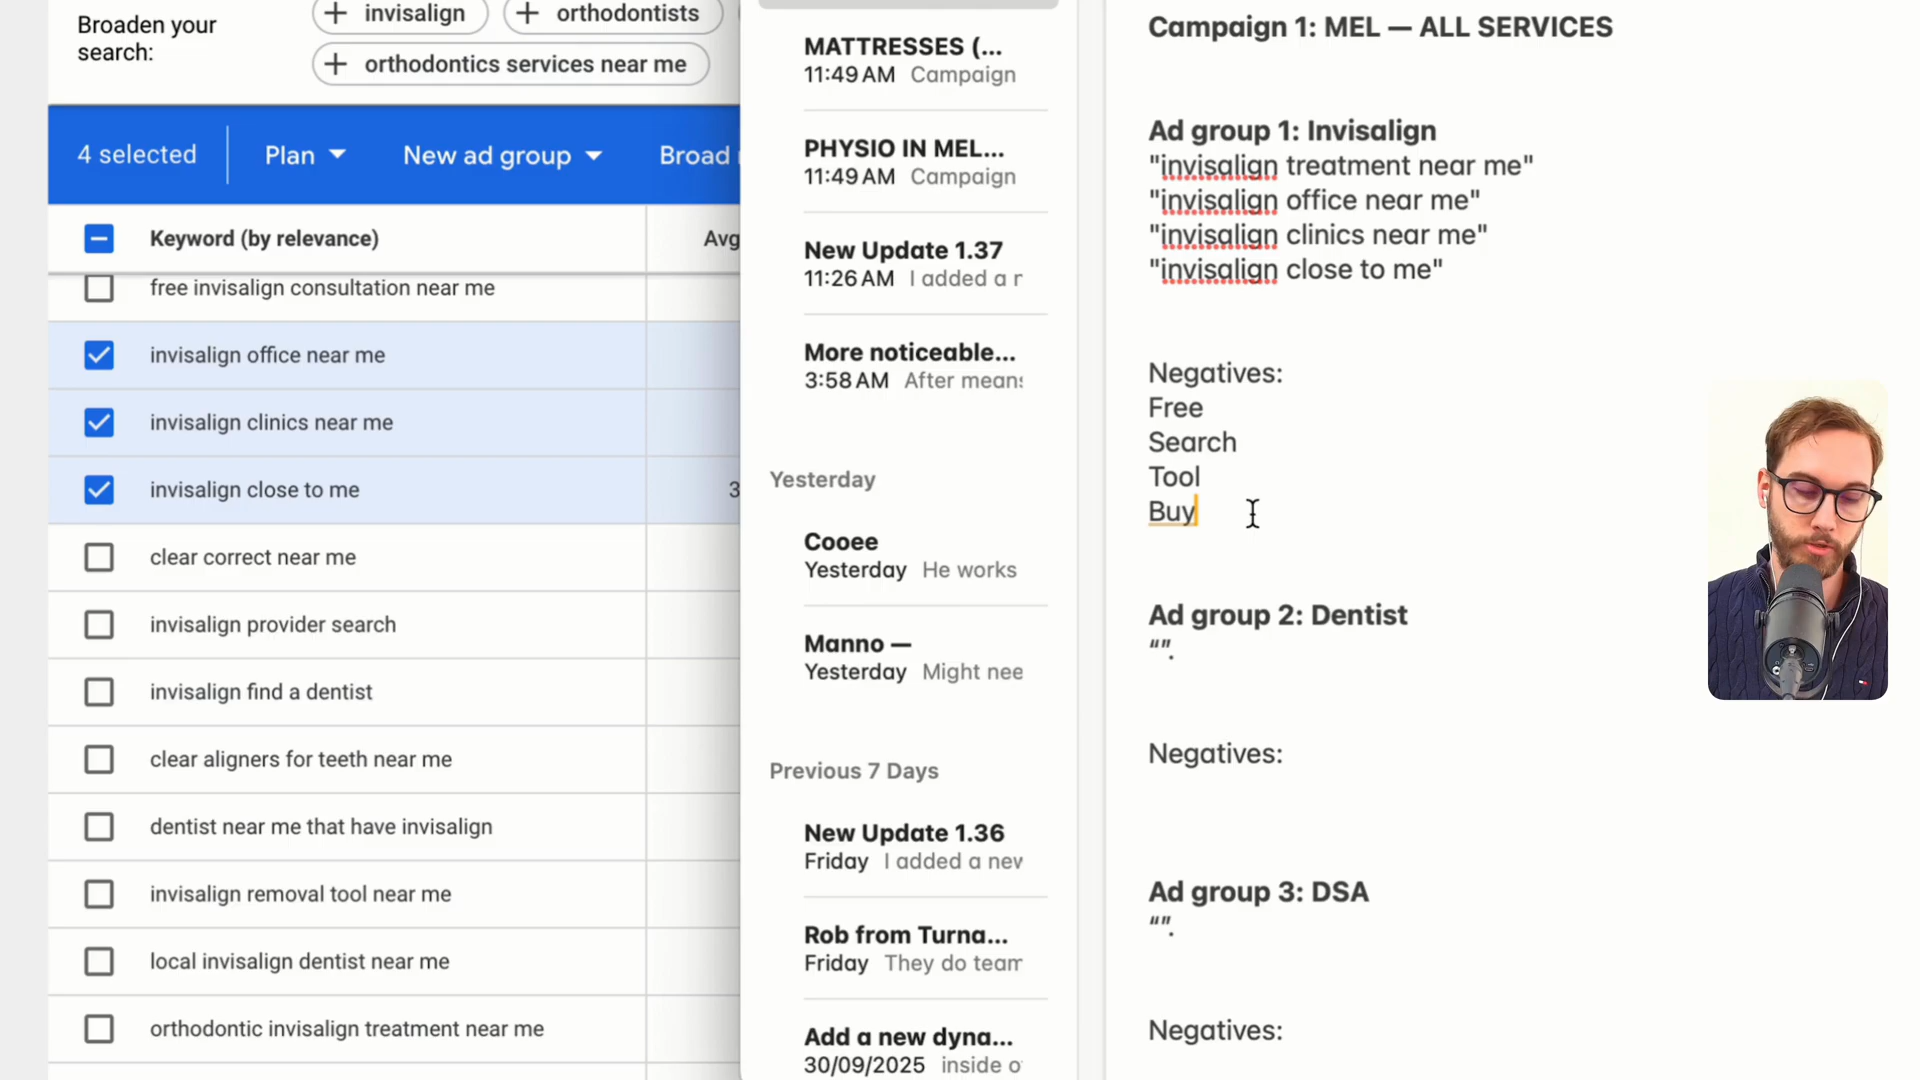 Broaden your
search:
invisalign
orthodontists
orthodontics services near me
4 selected
Plan
New ad group
Broad
Keyword (by relevance)
Avg
free invisalign consultation near me
invisalign office near me
invisalign clinics near me
invisalign close to me
3
clear correct near me
invisalign provider search
invisalign find a dentist
clear aligners for teeth near me
dentist near me that have invisalign
invisalign removal tool near me
local invisalign dentist near me
orthodontic invisalign treatment near me
MATTRESSES (...
11:49 AM Campaign
PHYSIO IN MEL...
11:49 AM Campaign
New Update 1.37
11:26 AM I added a r
More noticeable...
3:58 AM After means
Yesterday
Cooee
Yesterday He works
Manno —
Yesterday Might nee
Previous 7 Days
New Update 1.36
Friday I added a new
Rob from Turna...
Friday They do team
Add a new dyna...
30/09/2025 inside o
Campaign 1: MEL — ALL SERVICES
Ad group 1: Invisalign
"invisalign treatment near me"
"invisalign office near me"
"invisalign clinics near me"
"invisalign close to me"
Negatives:
Free
Search
Tool
Buy
Ad group 2: Dentist
“”.
Negatives:
Ad group 3: DSA
“”.
Negatives: